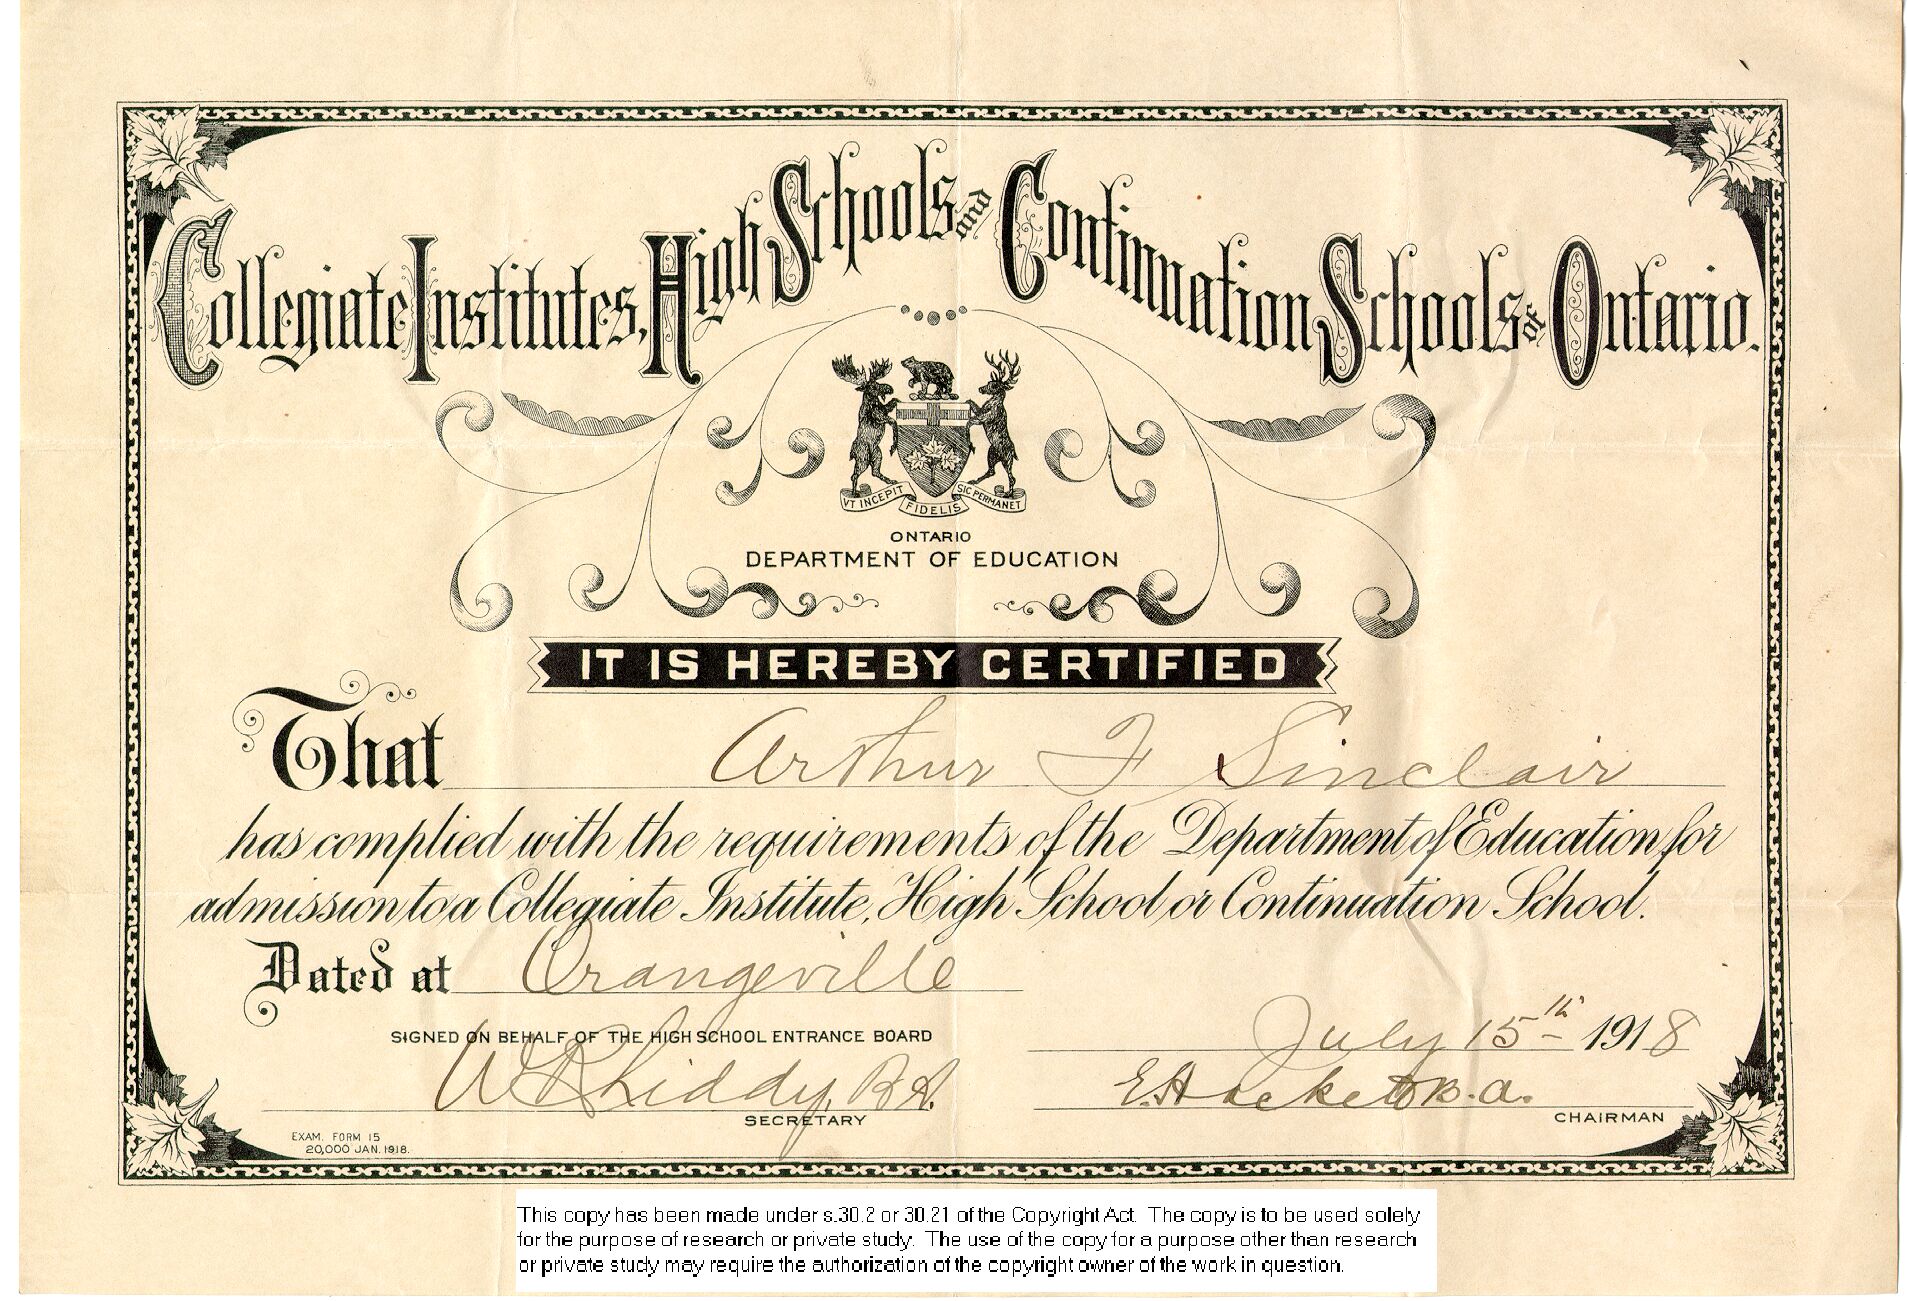 Collegiate Institutes, High Schools and Continuation Schools of Ontario.
VT INCEPIT FIDELIS SIC PERMANET
ONTARIO
DEPARTMENT OF EDUCATION
IT IS HEREBY CERTIFIED
That Arthur F Sinclair
has complied with the requirements of the Department of Education for
admission to a Collegiate Institute, High School or Continuation School.
Dated at Orangeville
July 15th 1918
SIGNED ON BEHALF OF THE HIGH SCHOOL ENTRANCE BOARD
Liddy, B.A.
SECRETARY
B.A.
CHAIRMAN
EXAM. FORM 15
20,000 JAN. 1918.
This copy has been made under s.30.2 or 30.21 of the Copyright Act. The copy is to be used solely
for the purpose of research or private study. The use of the copy for a purpose other than research
or private study may require the authorization of the copyright owner of the work in question.